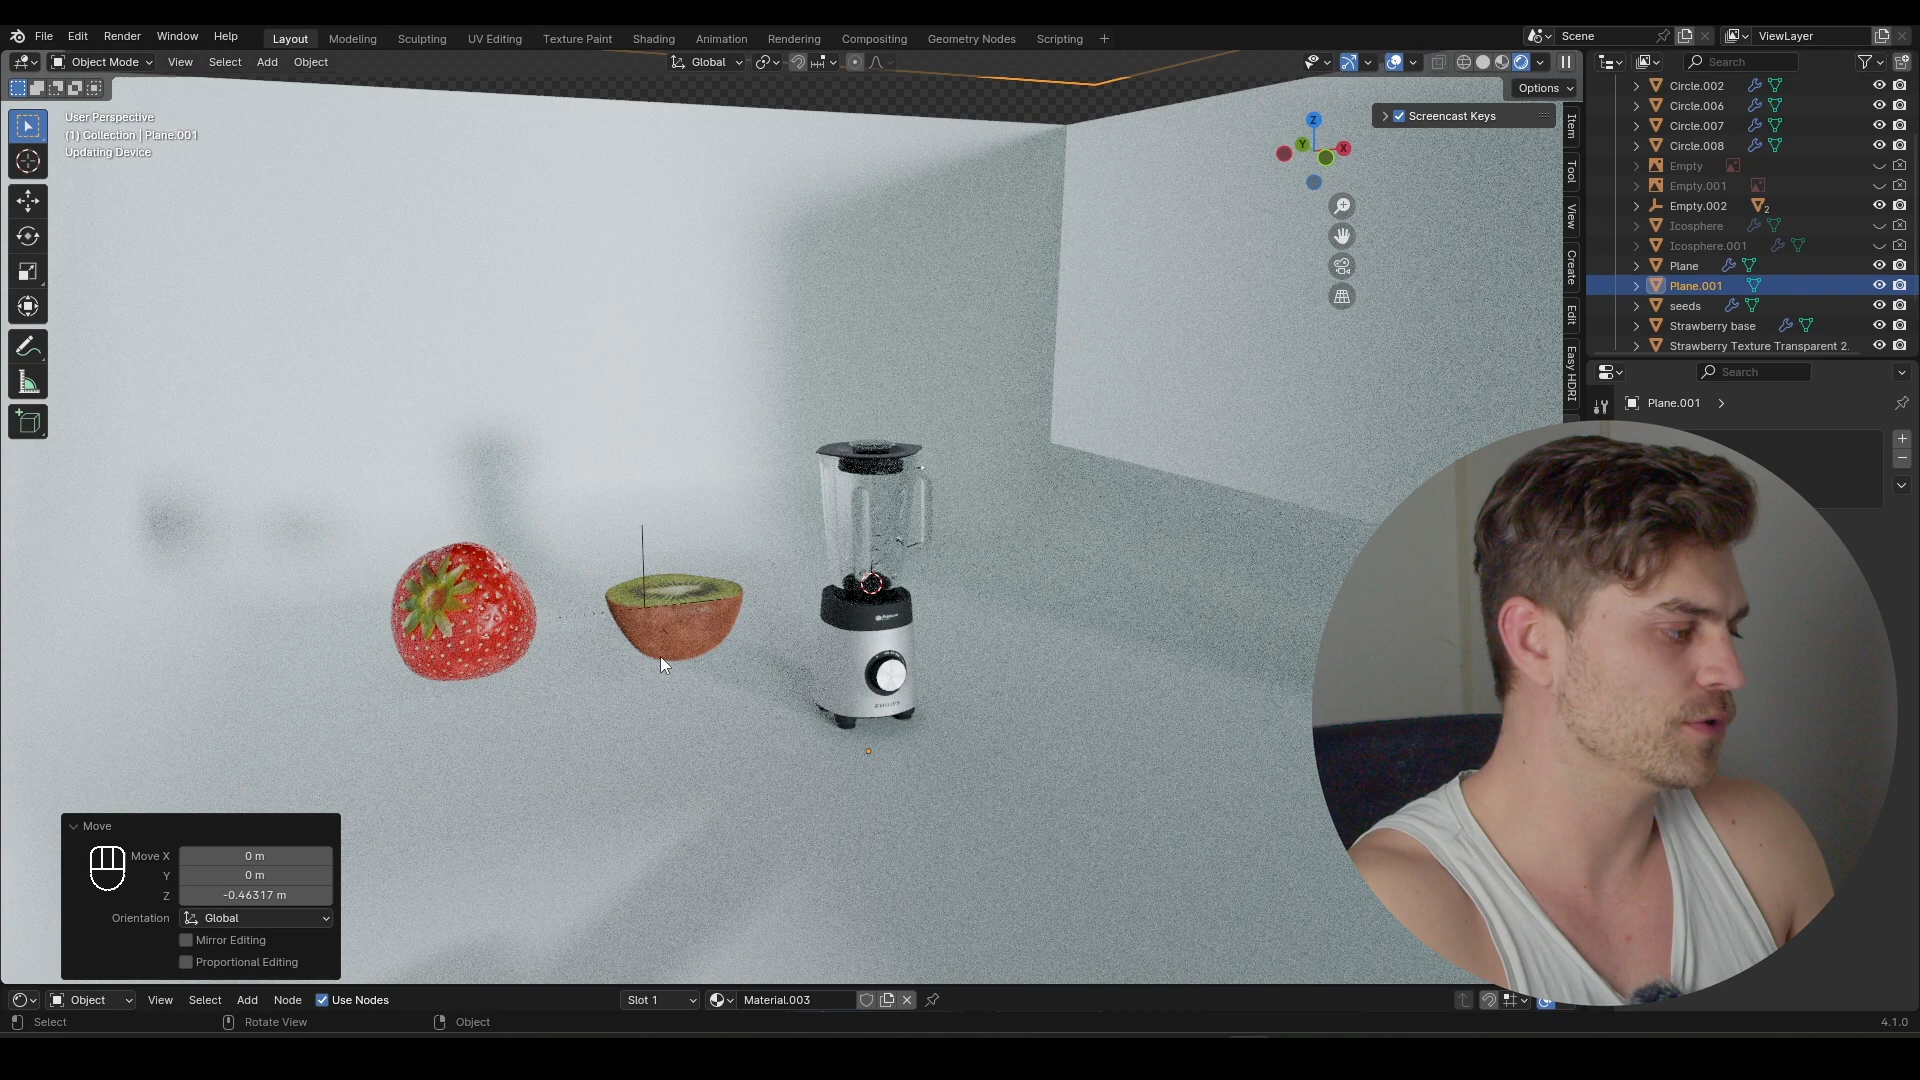 File Edit Render Window Help
Layout Modeling Sculpting UV Editing Texture Paint Shading Animation Rendering Compositing Geometry Nodes Scripting +
Scene
ViewLayer
Object Mode View Select Add Object
Global
Search
Options
User Perspective
(1) Collection | Plane.001
Updating Device
Screencast Keys
Z
Y
X
Item
Tool
View
Create
Edit
Easy HDRI
Circle.002
Circle.006
Circle.007
Circle.008
Empty
Empty.001
Empty.002
2
Icosphere
Icosphere.001
Plane
Plane.001
seeds
Strawberry base
Strawberry Texture Transparent 2.
Search
Plane.001
PHILIPS
Move
Move X 0 m
Y 0 m
Z -0.46317 m
Orientation Global
Mirror Editing
Proportional Editing
Object View Select Add Node Use Nodes
Slot 1
Material.003
Select
Rotate View
Object
4.1.0